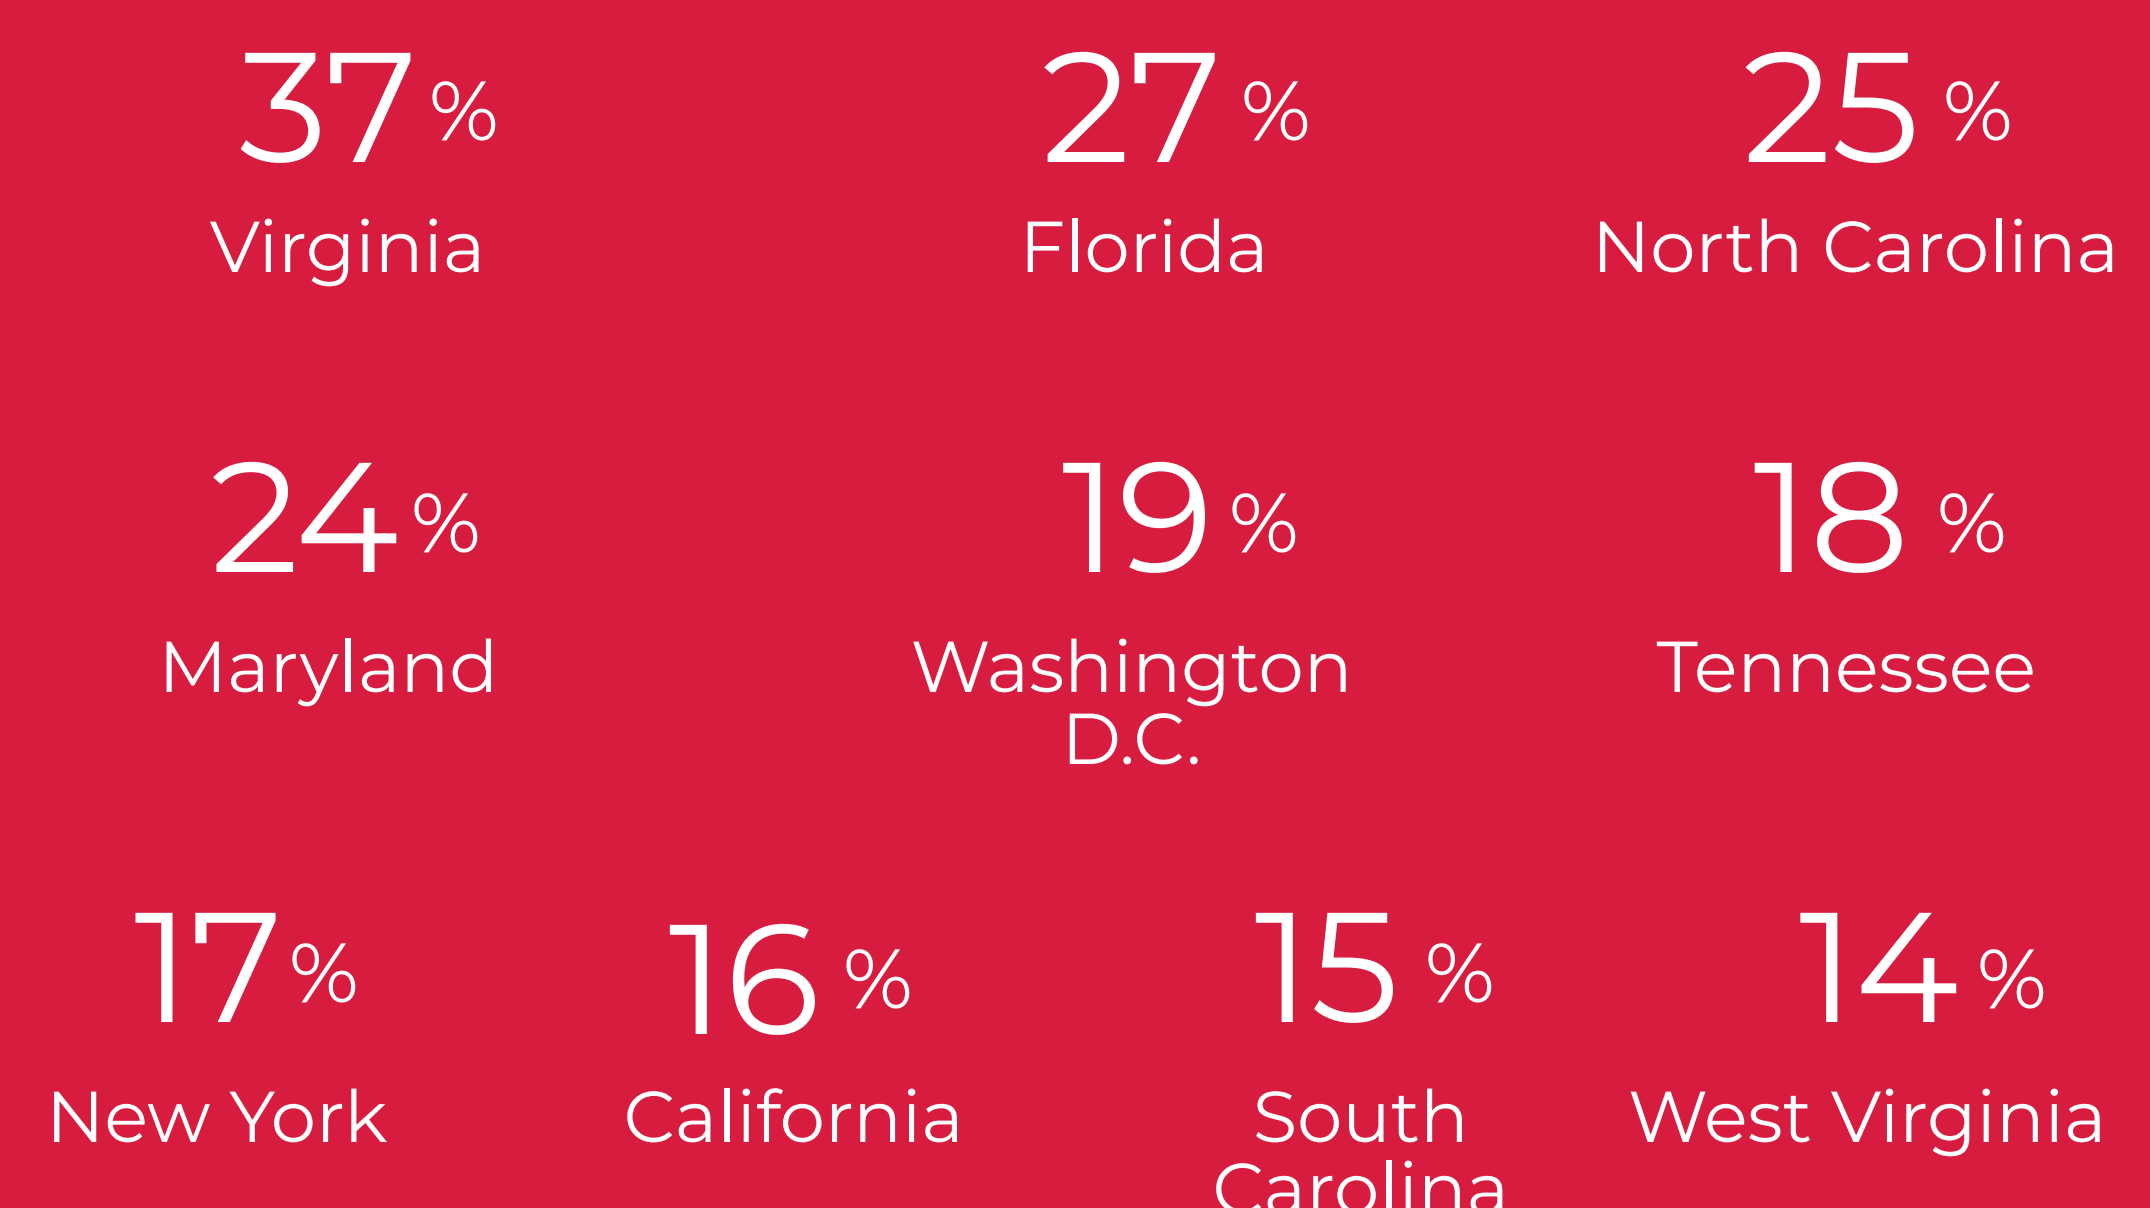 37 %
Virginia
27 %
Florida
25 %
North Carolina
24 %
Maryland
19 %
Washington
D.C.
18 %
Tennessee
17 %
New York
16 %
California
15 %
South
Carolina
14 %
West Virginia